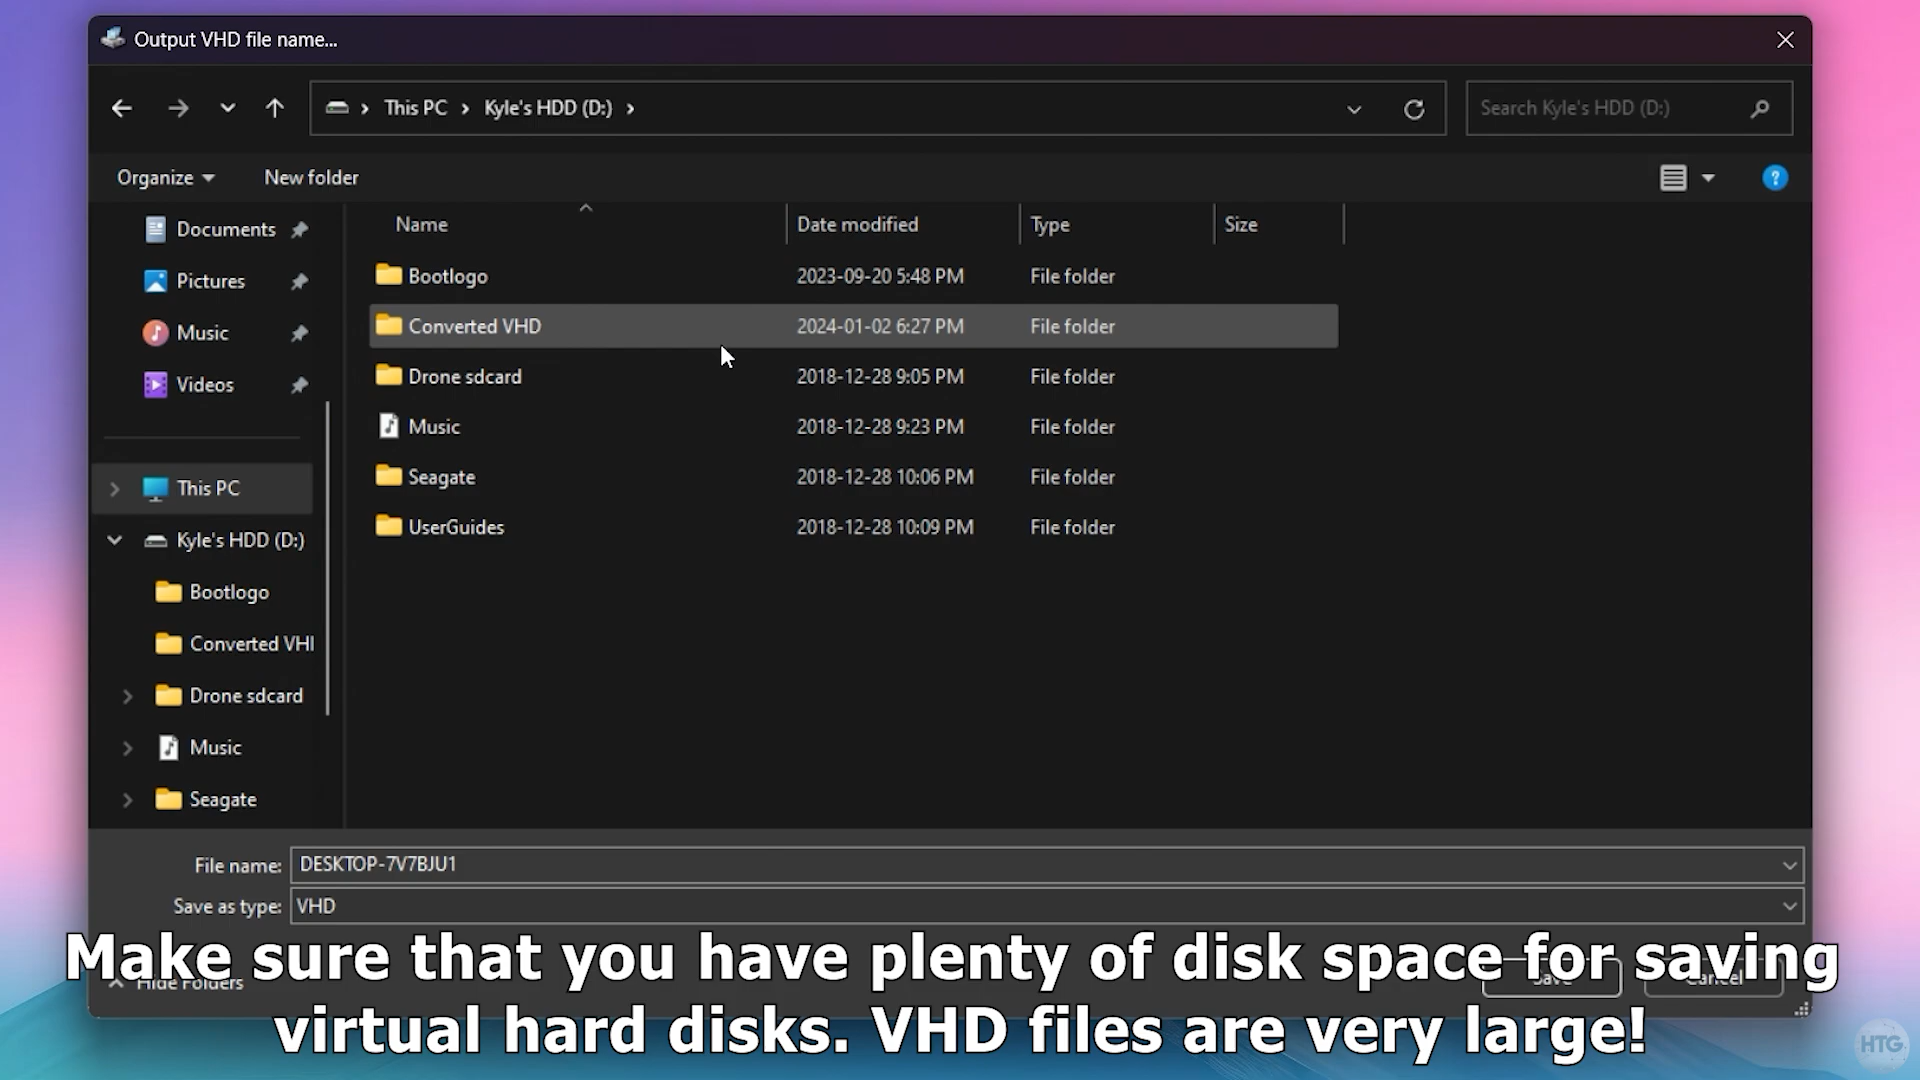 Output VHD file name...
This PC
Kyle's HDD (D:)
Search Kyle's HDD (D:)
Organize
New folder
?
Name
Date modified
Type
Size
Bootlogo 2023-09-20 5:48 PM File folder
Converted VHD 2024-01-02 6:27 PM File folder
Drone sdcard 2018-12-28 9:05 PM File folder
Music 2018-12-28 9:23 PM File folder
Seagate 2018-12-28 10:06 PM File folder
UserGuides 2018-12-28 10:09 PM File folder
Documents
Pictures
Music
Videos
This PC
Kyle's HDD (D:)
Bootlogo
Converted VHI
Drone sdcard
Music
Seagate
File name: DESKTOP-7V7BJU1
Save as type: VHD
Hide Folders
Save
Cancel
Make sure that you have plenty of disk space for saving
virtual hard disks. VHD files are very large!
HTG